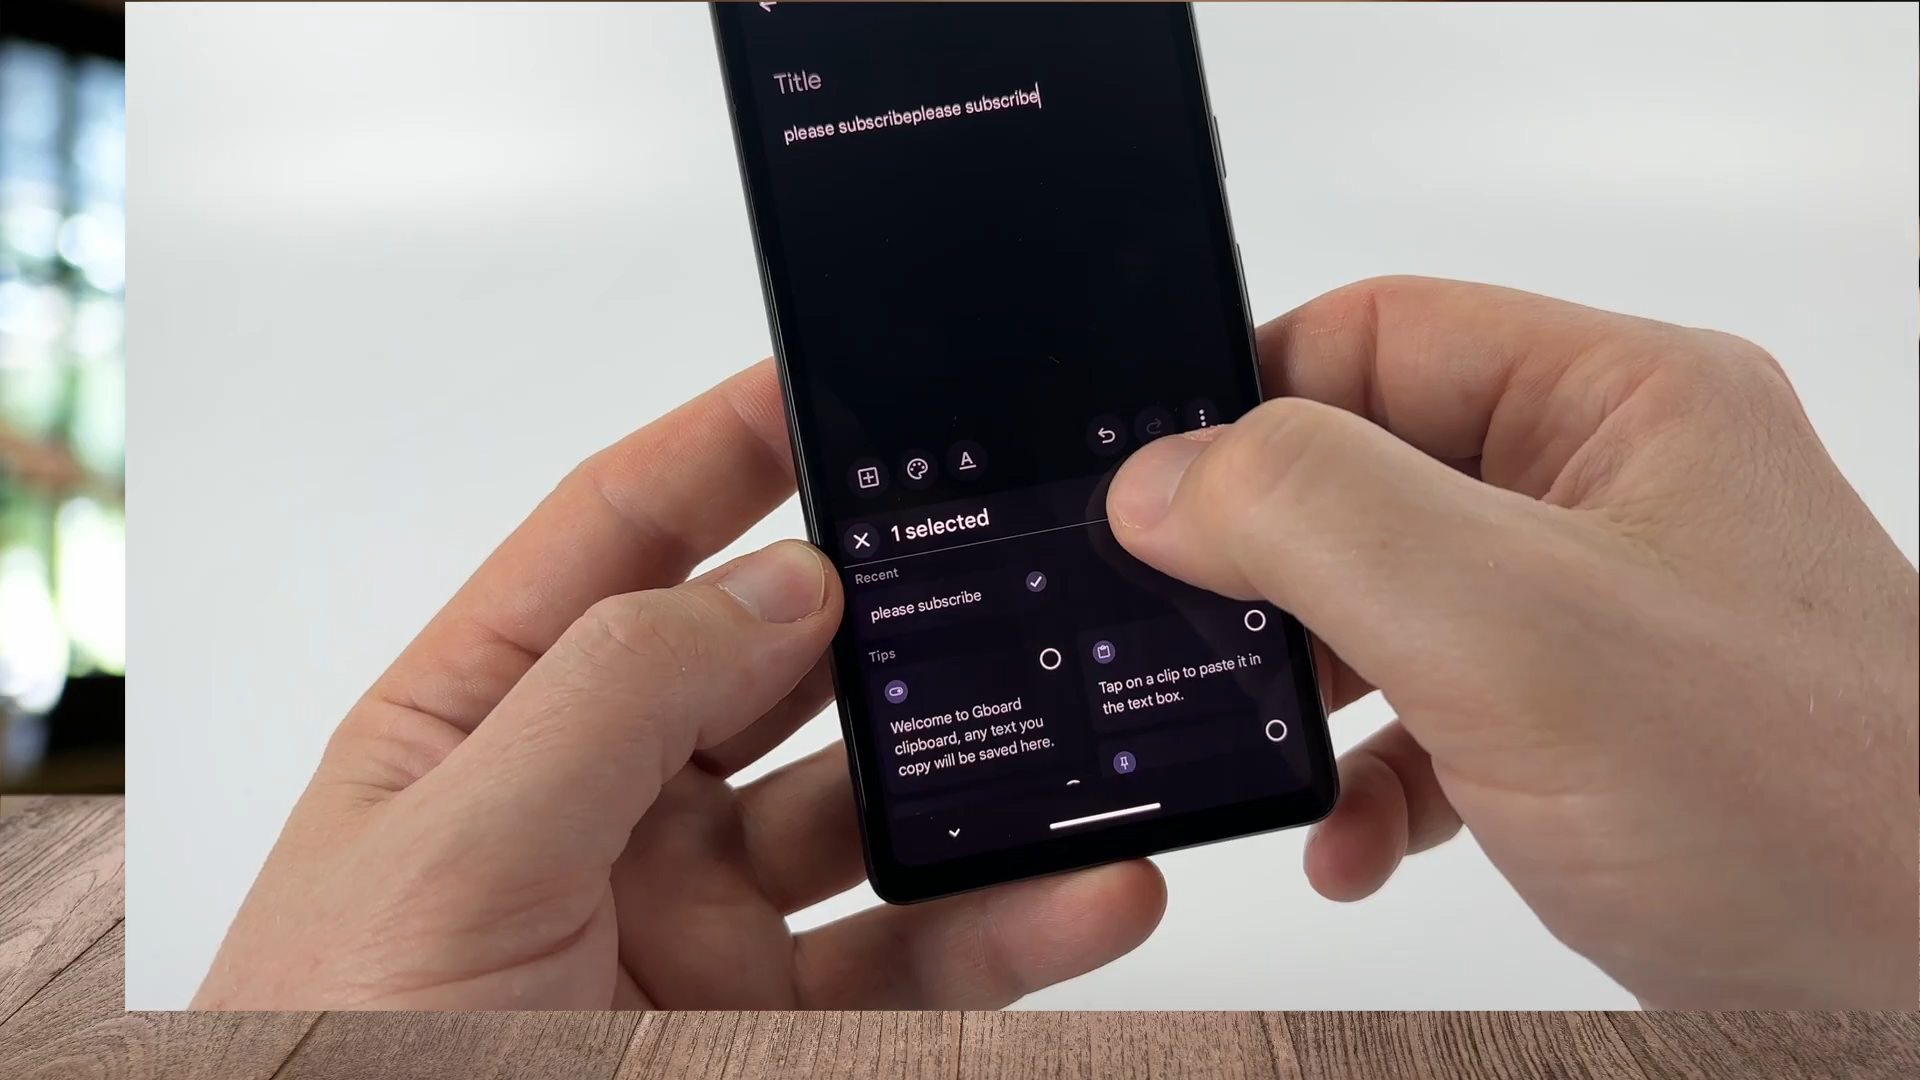 Title
please subscribeplease subscribe
1 selected
Recent
please subscribe
Tips
Welcome to Gboard
clipboard, any text you
copy will be saved here.
Tap on a clip to paste it in
the text box.